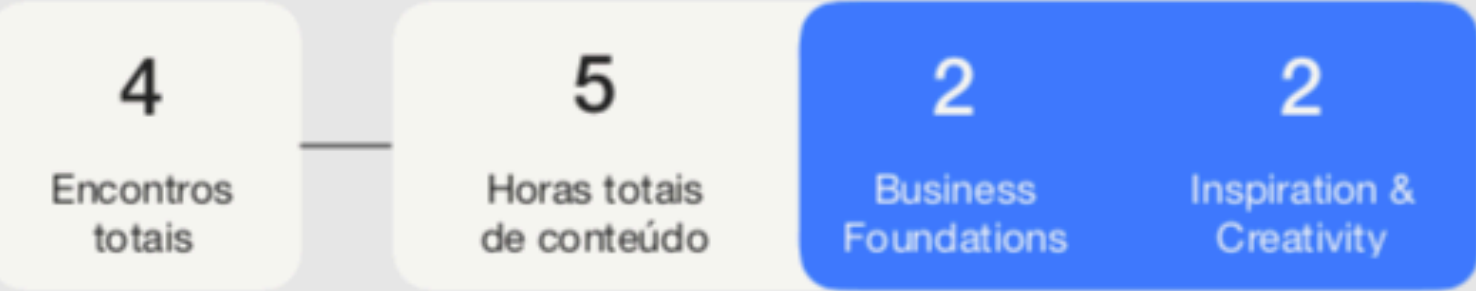 4
Encontros
totais
5
Horas totais
de conteúdo
2
Business
Foundations
2
Inspiration &
Creativity